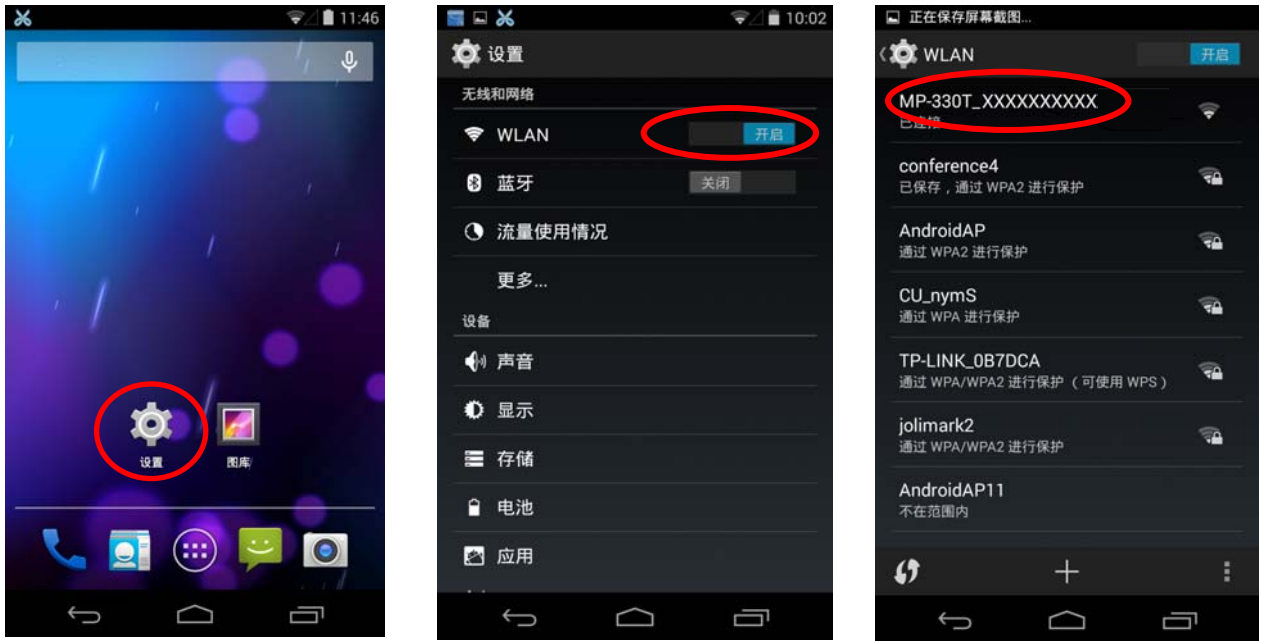 11:46
设置
图库
10:02
设置
无线和网络
WLAN
开启
蓝牙
关闭
流量使用情况
更多...
设备
声音
显示
存储
电池
应用
正在保存屏幕截图...
WLAN
开启
MP-330T_XXXXXXXXXX
已连接
conference4
已保存，通过 WPA2 进行保护
AndroidAP
通过 WPA2 进行保护
CU_nymS
通过 WPA 进行保护
TP-LINK_0B7DCA
通过 WPA/WPA2 进行保护（可使用 WPS）
jolimark2
通过 WPA/WPA2 进行保护
AndroidAP11
不在范围内